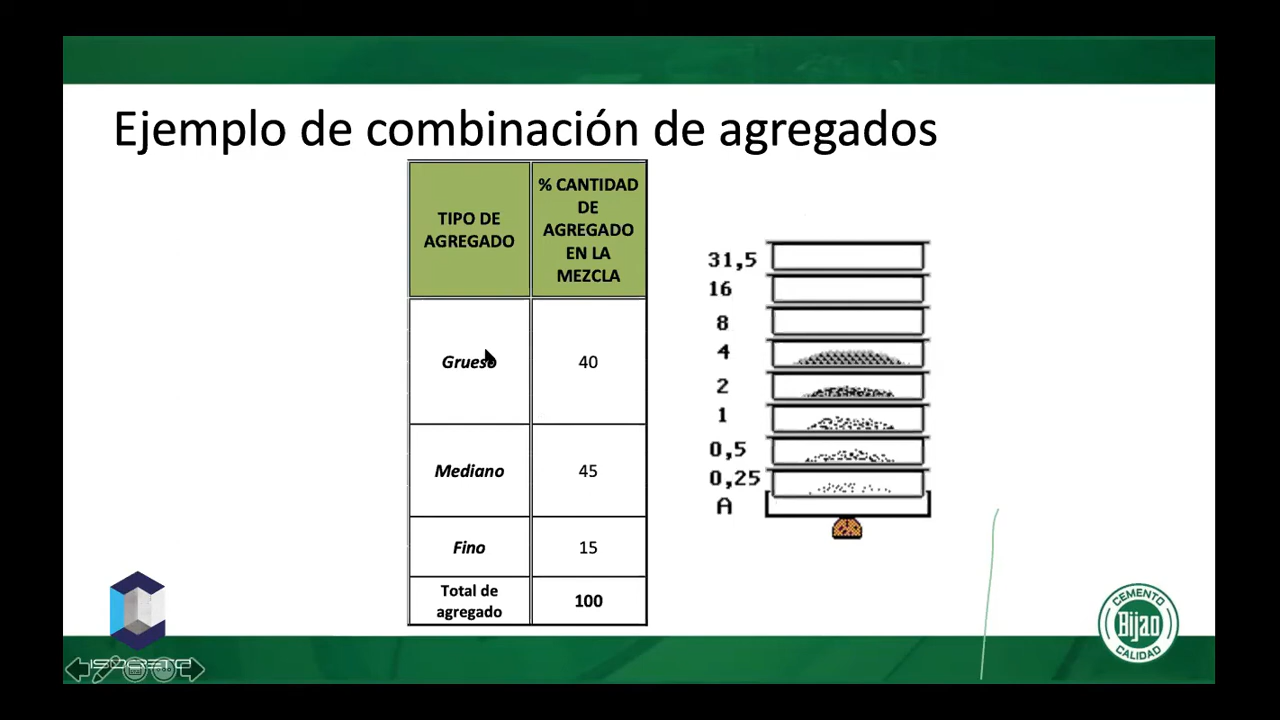 Ejemplo de combinación de agregados
TIPO DE
AGREGADO
% CANTIDAD
DE
AGREGADO
EN LA
MEZCLA
Grueso
40
Mediano
45
Fino
15
Total de
agregado
100
31,5
16
8
4
2
1
0,5
0,25
A
ISOCRETO
CEMENTO
Bijao
CALIDAD